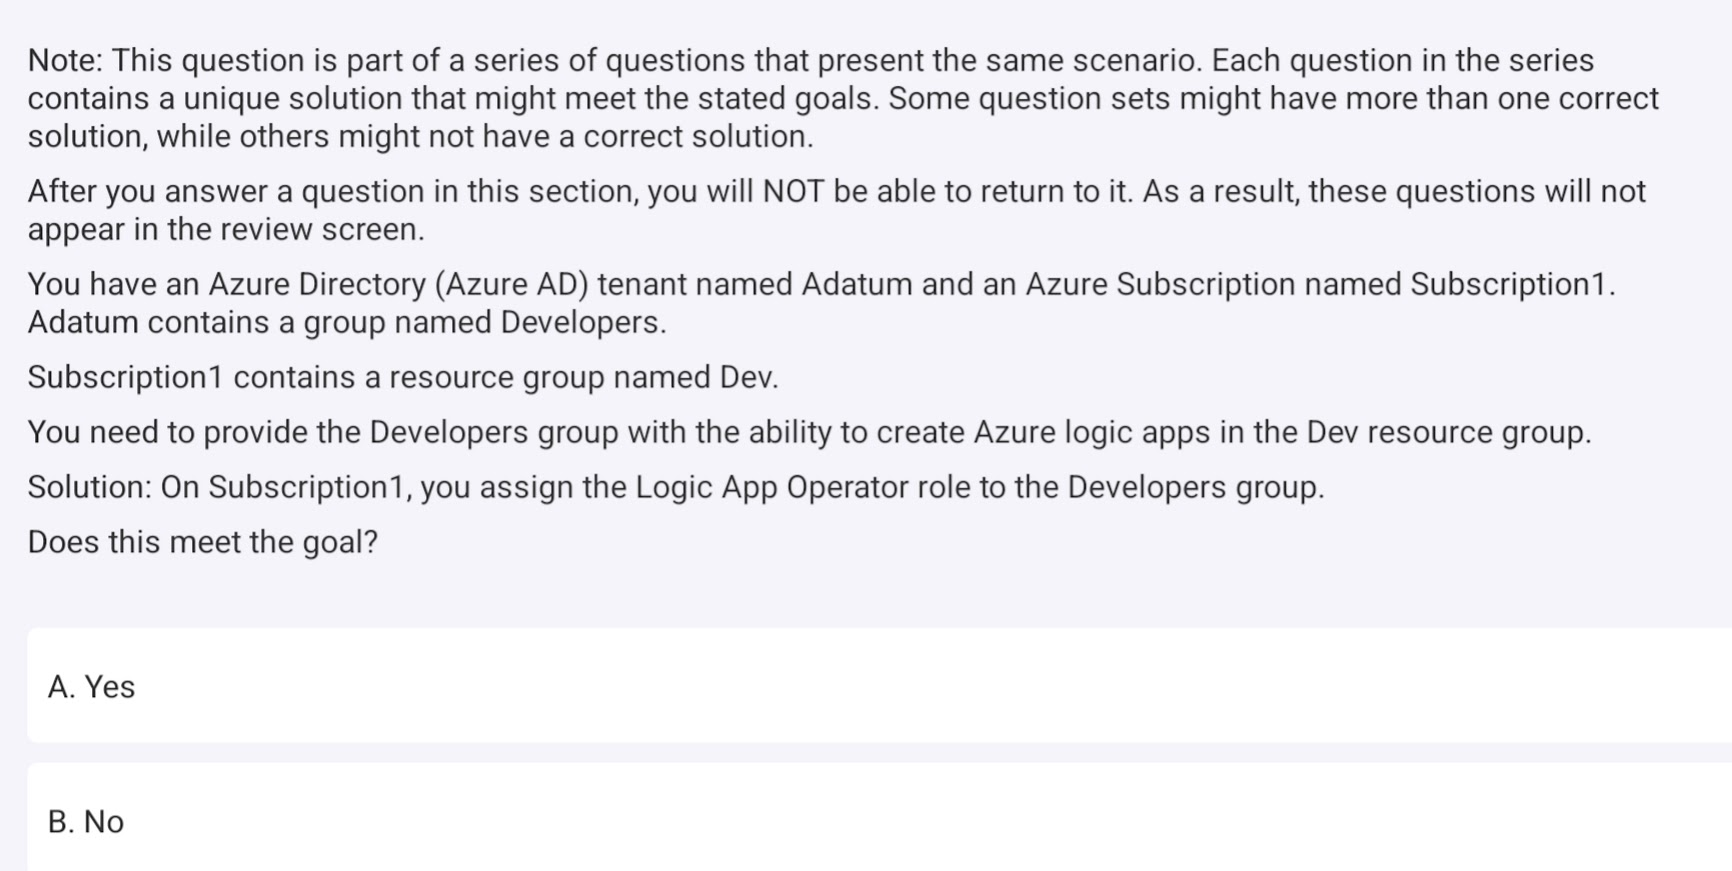 Note: This question is part of a series of questions that present the same scenario. Each question in the series
contains a unique solution that might meet the stated goals. Some question sets might have more than one correct
solution, while others might not have a correct solution.
After you answer a question in this section, you will NOT be able to return to it. As a result, these questions will not
appear in the review screen.
You have an Azure Directory (Azure AD) tenant named Adatum and an Azure Subscription named Subscription1.
Adatum contains a group named Developers.
Subscription1 contains a resource group named Dev.
You need to provide the Developers group with the ability to create Azure logic apps in the Dev resource group.
Solution: On Subscription1, you assign the Logic App Operator role to the Developers group.
Does this meet the goal?
A. Yes
B. No